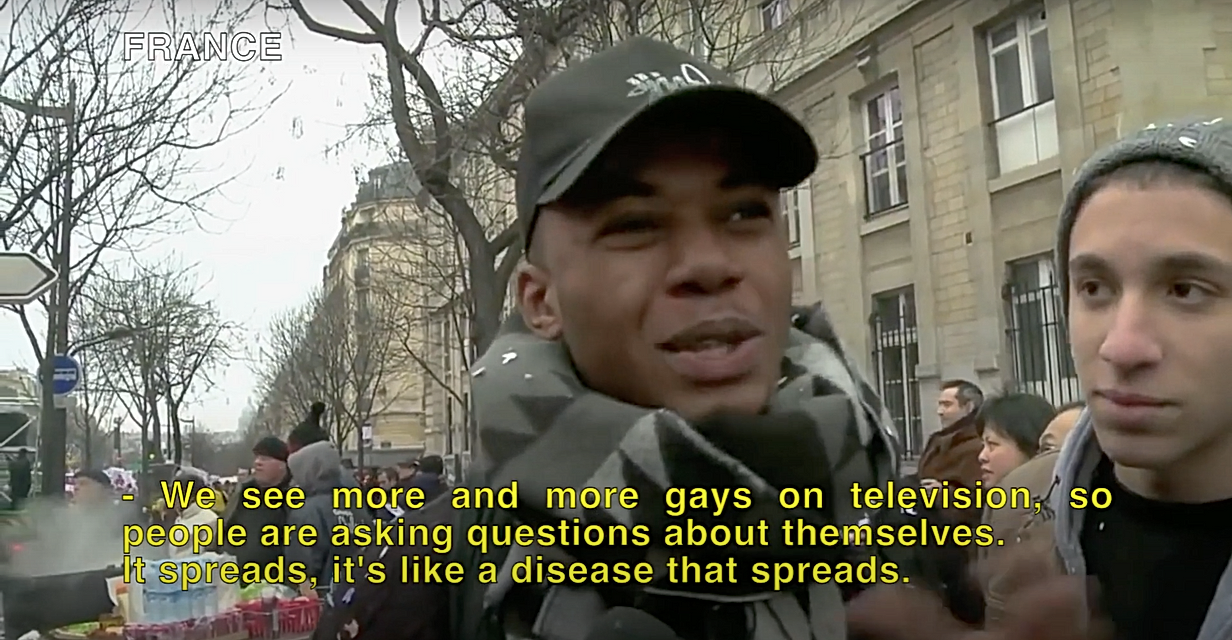 FRANCE
- We see more and more gays on television, so
people are asking questions about themselves.
It spreads, it's like a disease that spreads.